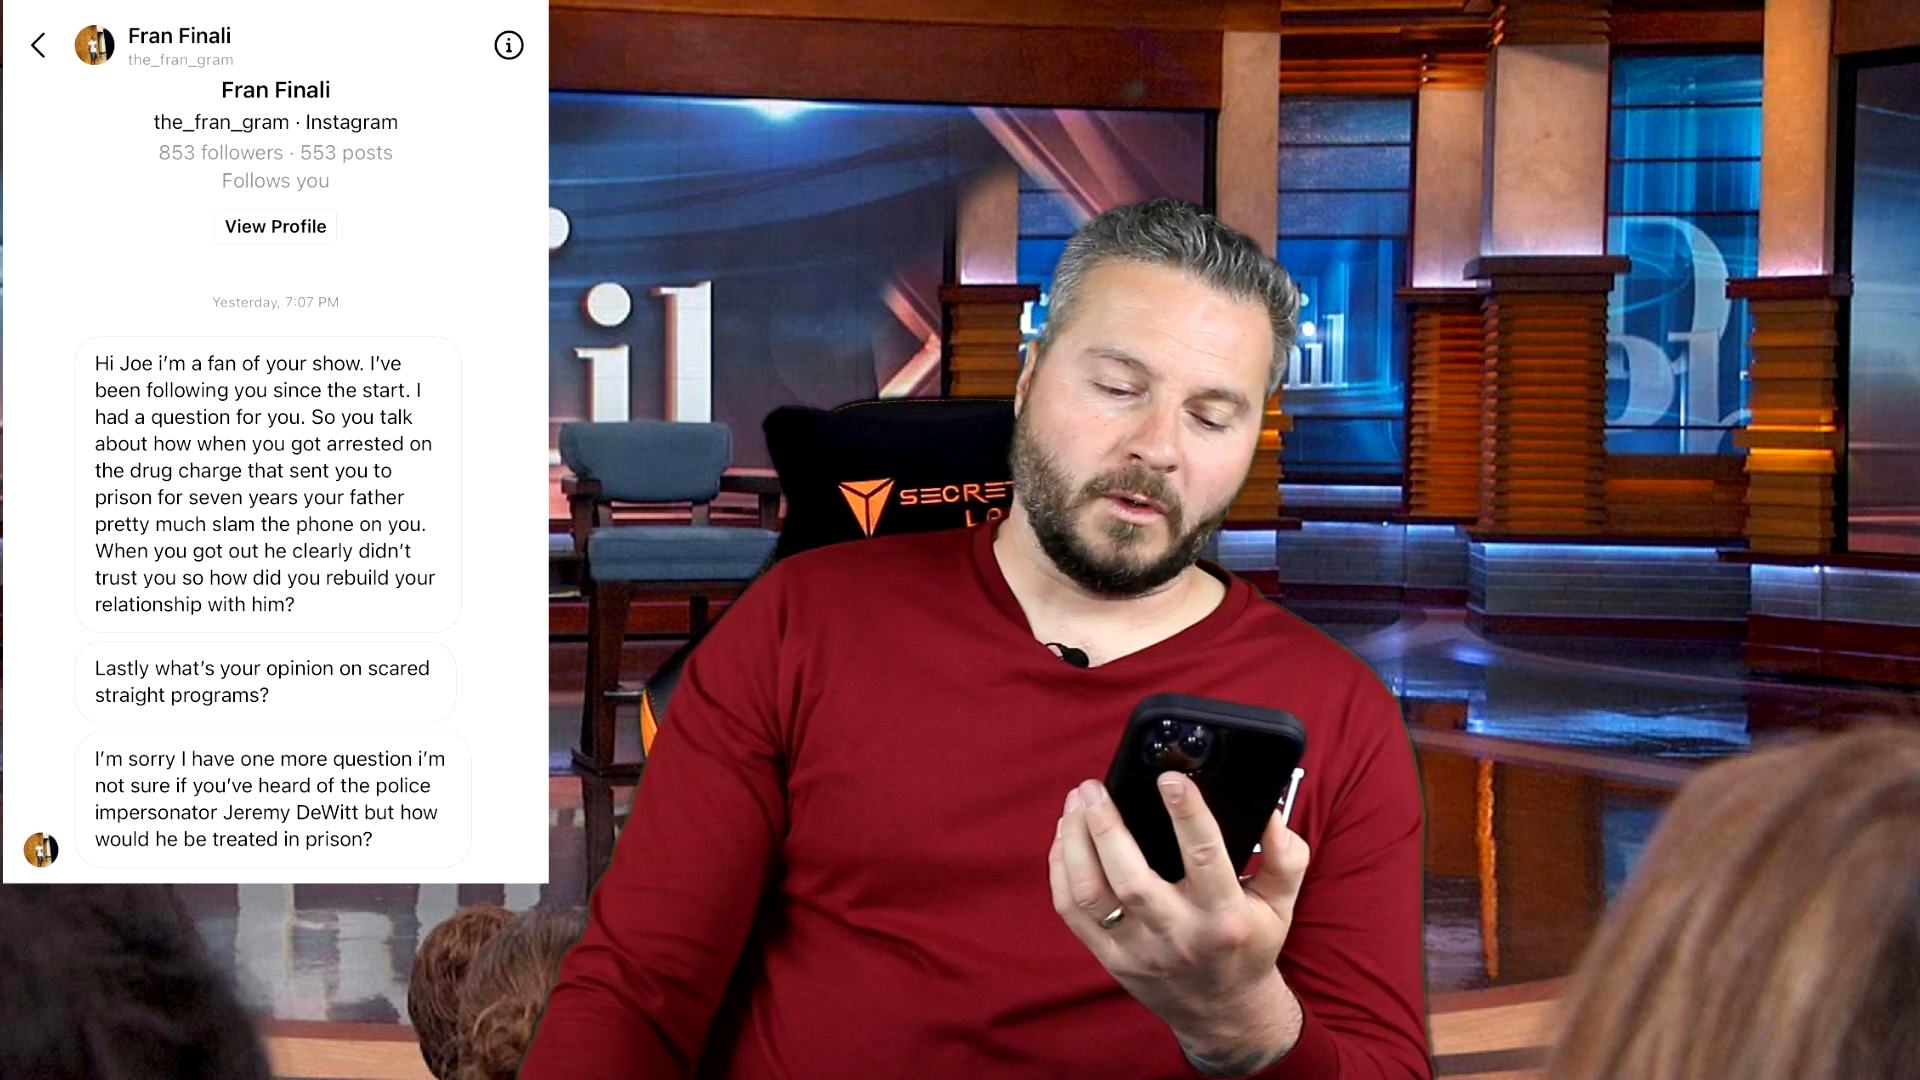 Fran Finali
the_fran_gram
Fran Finali
the_fran_gram · Instagram
853 followers · 553 posts
Follows you
View Profile
Yesterday, 7:07 PM
Hi Joe i'm a fan of your show. I've
been following you since the start. I
had a question for you. So you talk
about how when you got arrested on
the drug charge that sent you to
prison for seven years your father
pretty much slam the phone on you.
When you got out he clearly didn't
trust you so how did you rebuild your
relationship with him?
Lastly what's your opinion on scared
straight programs?
I'm sorry I have one more question i'm
not sure if you've heard of the police
impersonator Jeremy DeWitt but how
would he be treated in prison?
il
SECRET